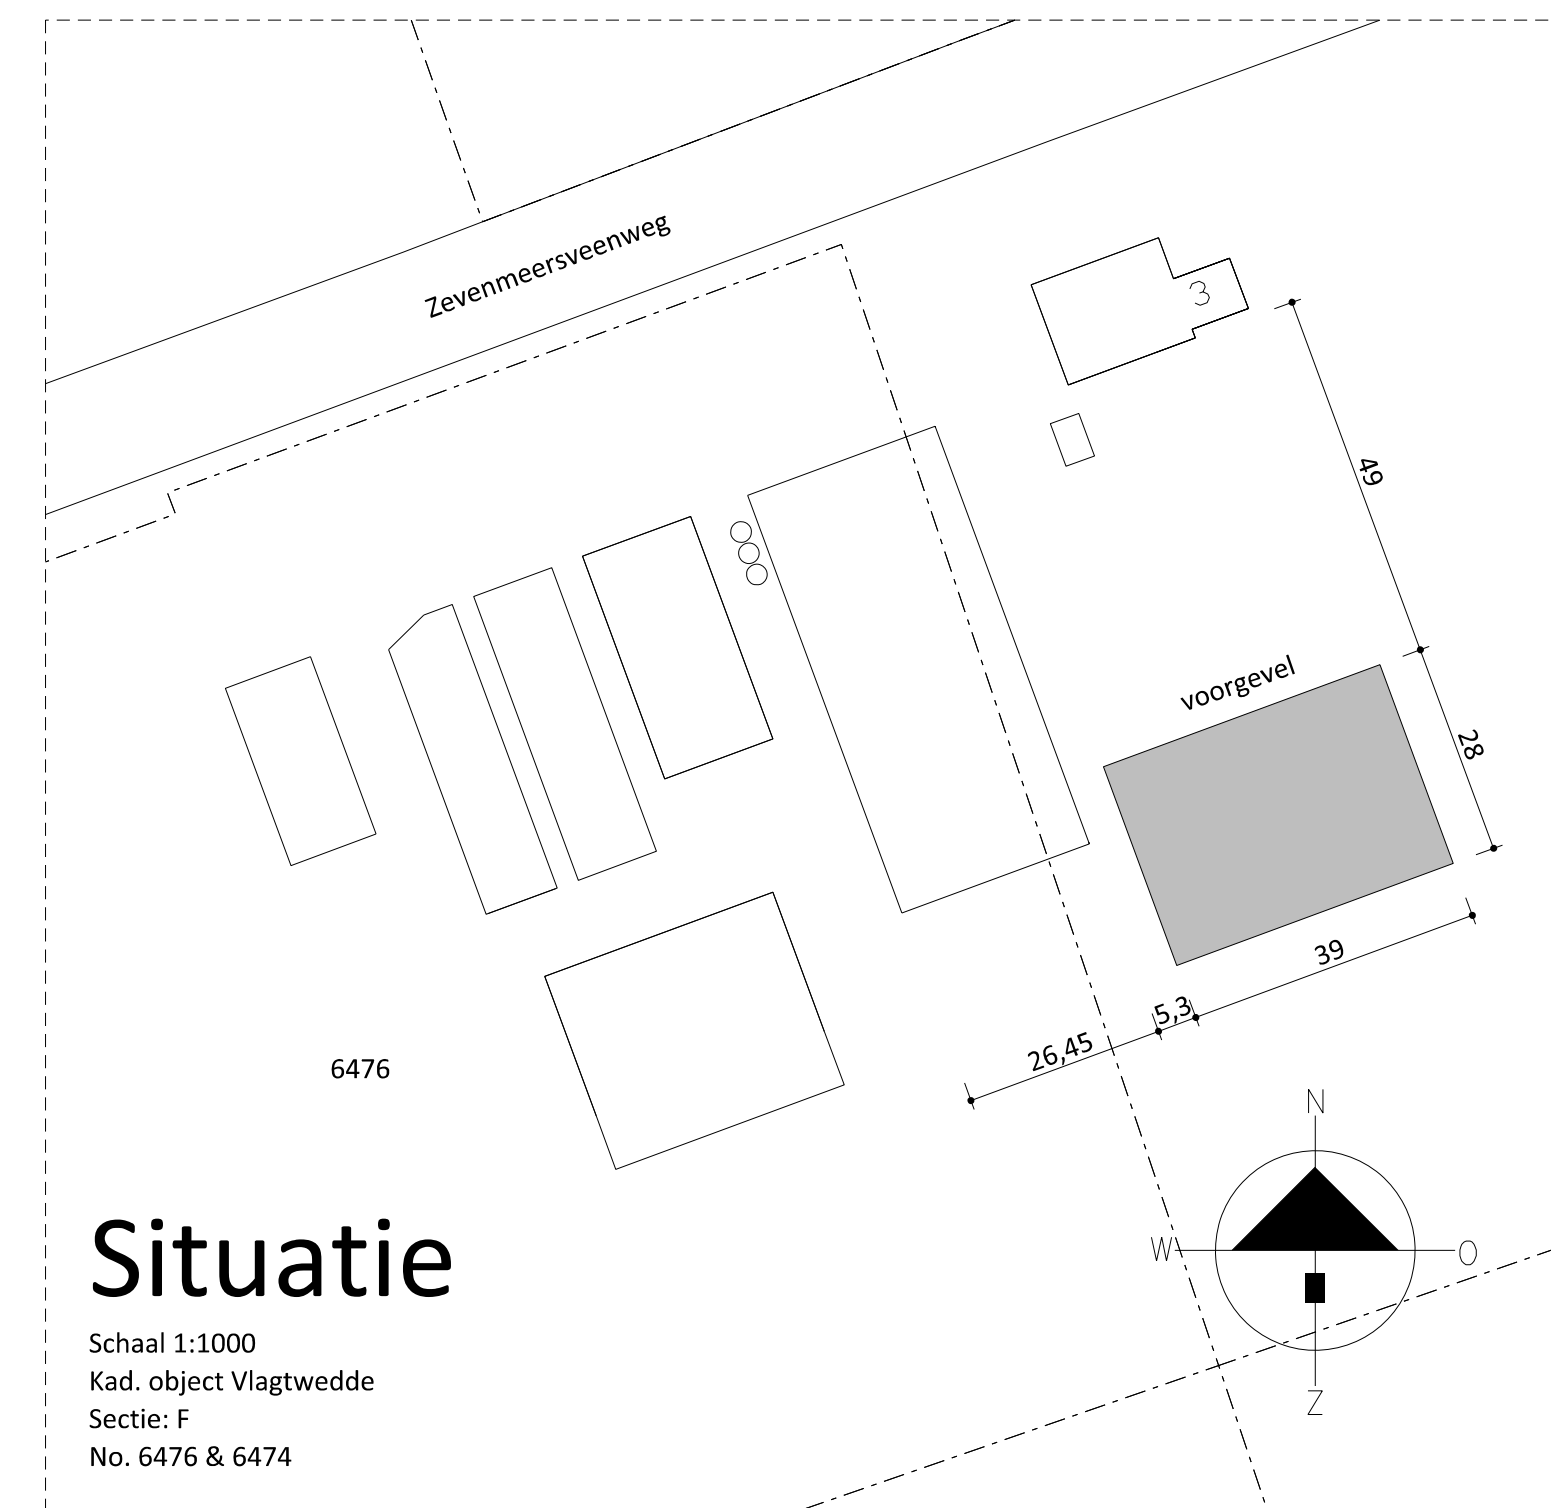 Zevenmeersveenweg
3
49
voorgevel
28
39
5,3
26,45
6476
N
W
O
Z
Situatie
Schaal 1:1000
Kad. object Vlagtwedde
Sectie: F
No. 6476 & 6474